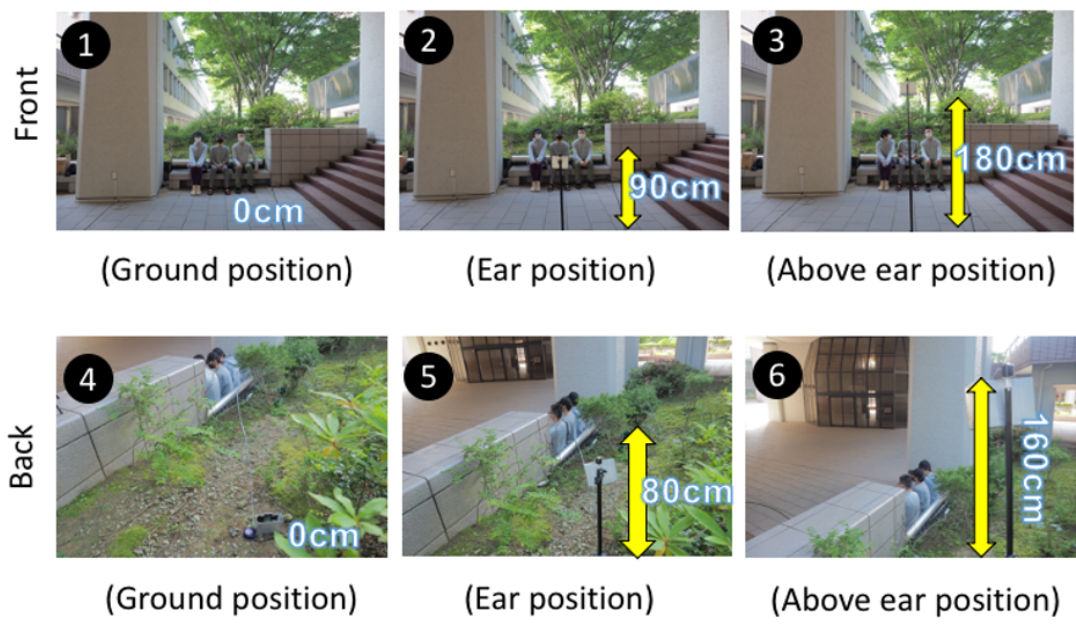 Front
1
2
3
0cm
90cm
180cm
(Ground position)
(Ear position)
(Above ear position)
Back
4
5
6
0cm
80cm
160cm
(Ground position)
(Ear position)
(Above ear position)